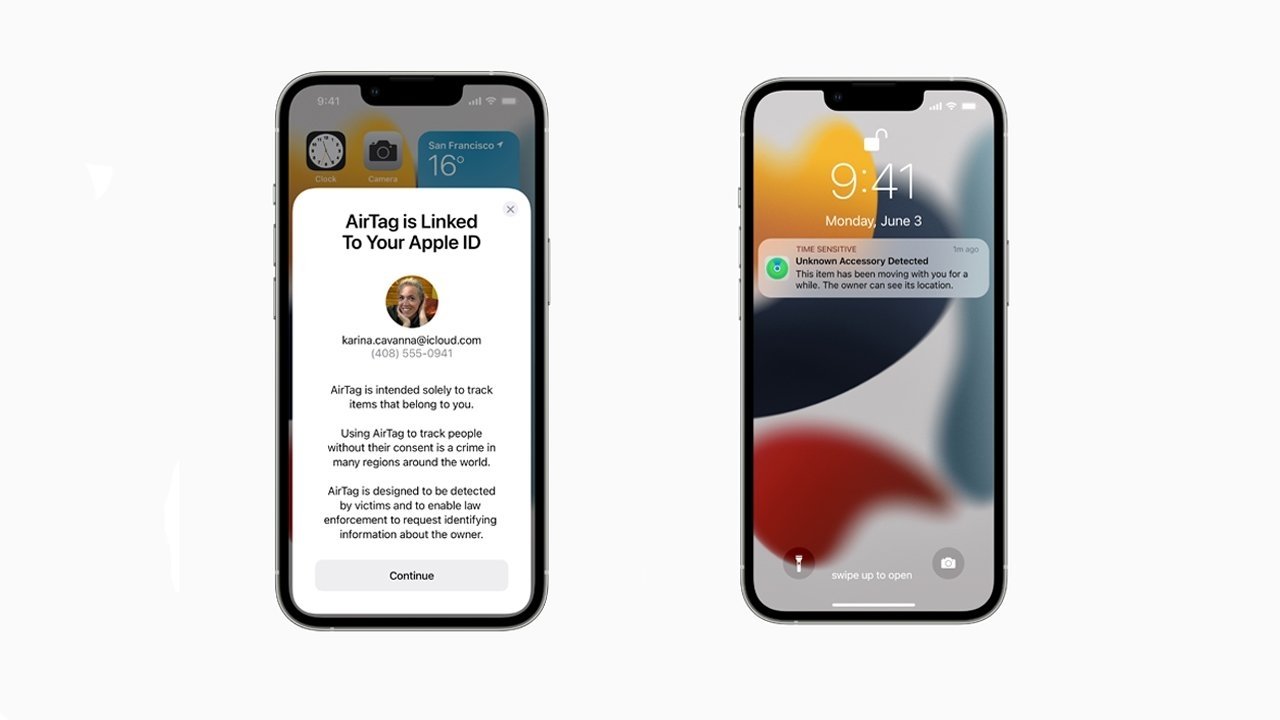 9:41
Clock
Camera
San Francisco
16°
AirTag is Linked
To Your Apple ID
karina.cavanna@icloud.com
(408) 555-0941
AirTag is intended solely to track
items that belong to you.
Using AirTag to track people
without their consent is a crime in
many regions around the world.
AirTag is designed to be detected
by victims and to enable law
enforcement to request identifying
information about the owner.
Continue
9:41
Monday, June 3
TIME SENSITIVE 1m ago
Unknown Accessory Detected
This item has been moving with you for a
while. The owner can see its location.
swipe up to open